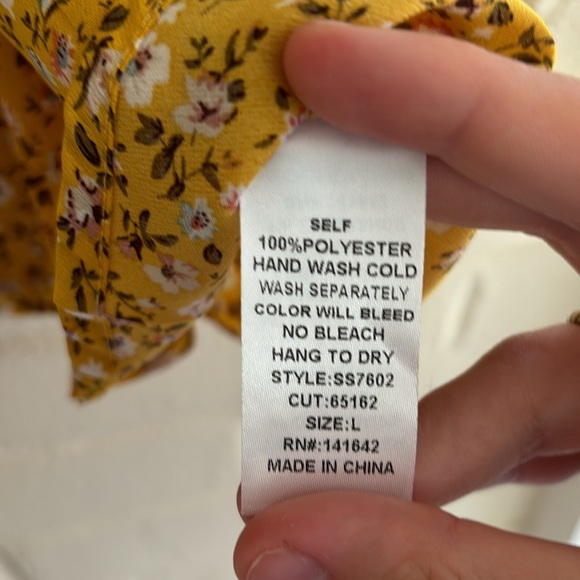 SELF
100%POLYESTER
HAND WASH COLD
WASH SEPARATELY
COLOR WILL BLEED
NO BLEACH
HANG TO DRY
STYLE:SS7602
CUT:65162
SIZE:L
RN#:141642
MADE IN CHINA